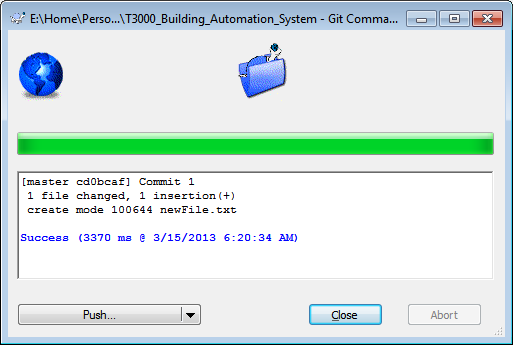 E:\Home\Perso...\T3000_Building_Automation_System - Git Comma...
[master cd0bcaf] Commit 1
1 file changed, 1 insertion(+)
create mode 100644 newFile.txt
Success (3370 ms @ 3/15/2013 6:20:34 AM)
Push...
Close
Abort